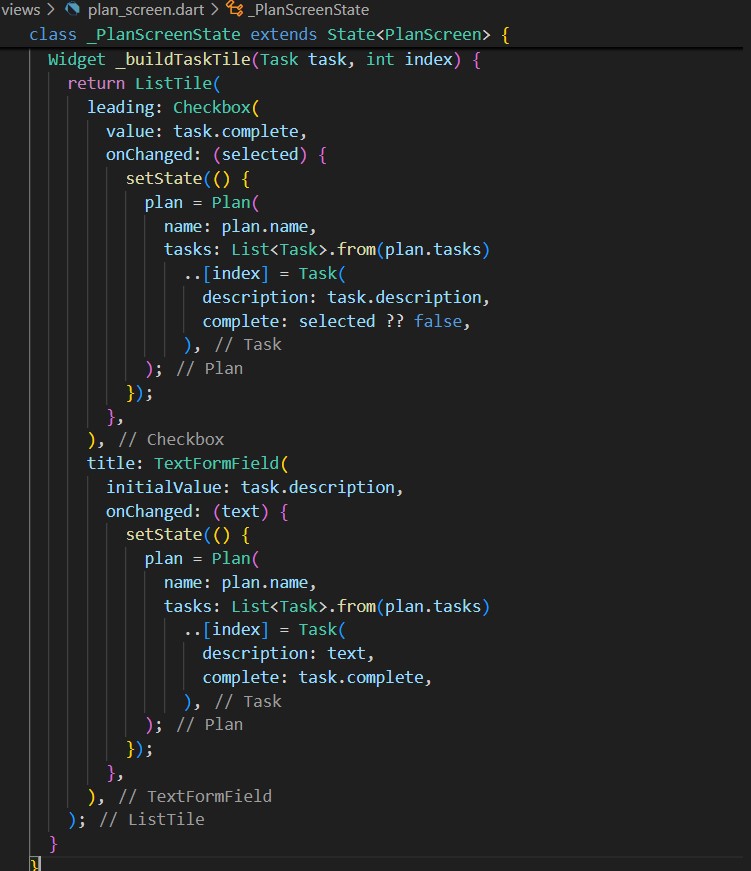 views > plan_screen.dart > _PlanScreenState
class _PlanScreenState extends State<PlanScreen> {
  Widget _buildTaskTile(Task task, int index) {
    return ListTile(
      leading: Checkbox(
        value: task.complete,
        onChanged: (selected) {
          setState(() {
            plan = Plan(
              name: plan.name,
              tasks: List<Task>.from(plan.tasks)
                ..[index] = Task(
                  description: task.description,
                  complete: selected ?? false,
                ), // Task
            ); // Plan
          });
        },
      ), // Checkbox
      title: TextFormField(
        initialValue: task.description,
        onChanged: (text) {
          setState(() {
            plan = Plan(
              name: plan.name,
              tasks: List<Task>.from(plan.tasks)
                ..[index] = Task(
                  description: text,
                  complete: task.complete,
                ), // Task
            ); // Plan
          });
        },
      ), // TextFormField
    ); // ListTile
  }
}